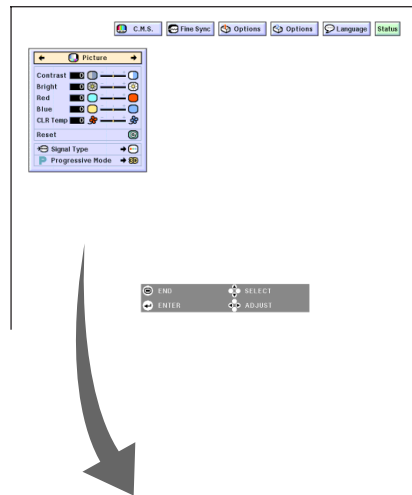 C.M.S. Fine Sync Options Options Language Status
Picture
Contrast 0
Bright 0
Red 0
Blue 0
CLR Temp 0
Reset
Signal Type
P Progressive Mode
END SELECT
ENTER ADJUST